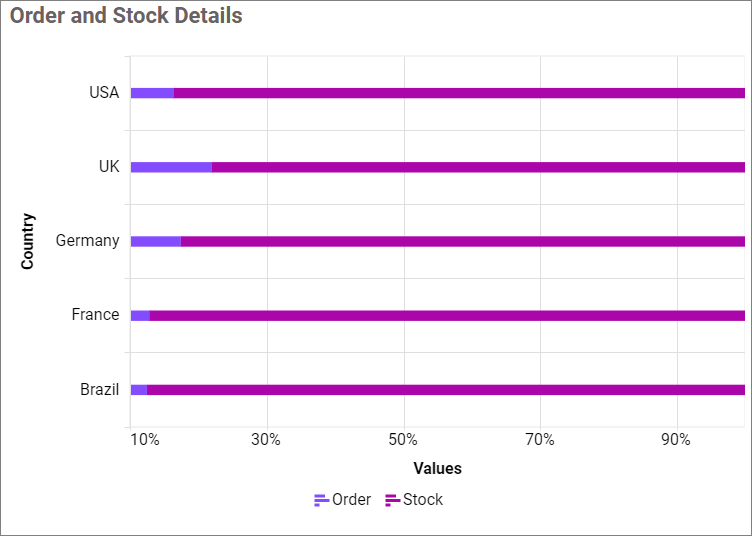 Order and Stock Details
USA
UK
Germany
France
Brazil
Country
10% 30% 50% 70% 90%
Values
Order Stock